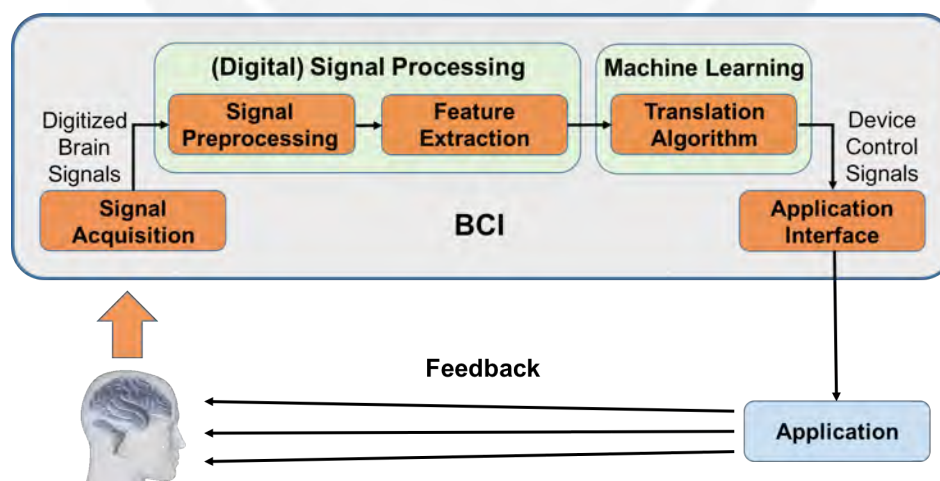 (Digital) Signal Processing
Machine Learning
Digitized
Brain
Signals
Signal
Preprocessing
Feature
Extraction
Translation
Algorithm
Device
Control
Signals
Signal
Acquisition
BCI
Application
Interface
Feedback
Application